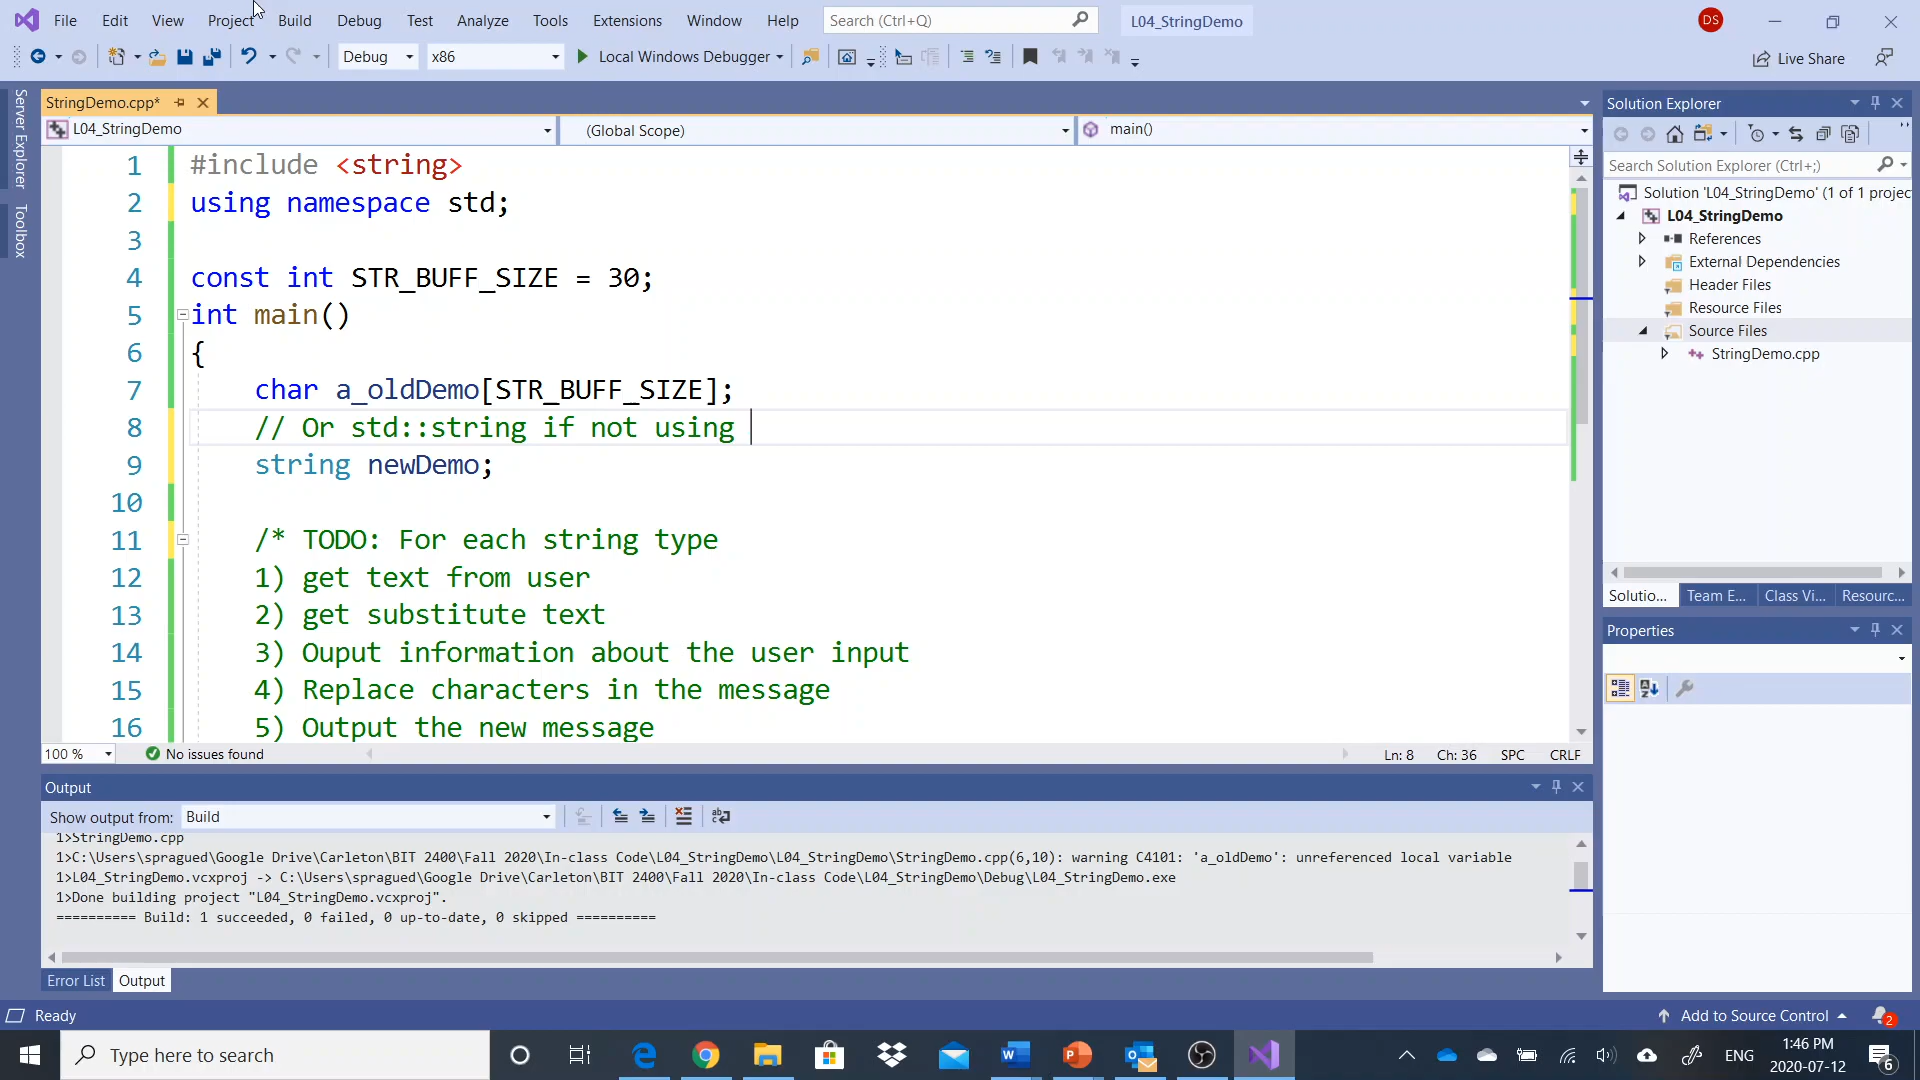 File Edit View Project Build Debug Test Analyze Tools Extensions Window Help Search (Ctrl+Q) L04_StringDemo DS
Debug x86 Local Windows Debugger Live Share
Server Explorer
Toolbox
StringDemo.cpp*
L04_StringDemo (Global Scope) main()
1 #include <string>
2 using namespace std;
3
4 const int STR_BUFF_SIZE = 30;
5 int main()
6 {
7 char a_oldDemo[STR_BUFF_SIZE];
8 // Or std::string if not using
9 string newDemo;
10
11 /* TODO: For each string type
12 1) get text from user
13 2) get substitute text
14 3) Ouput information about the user input
15 4) Replace characters in the message
16 5) Output the new message
100 % No issues found Ln: 8 Ch: 36 SPC CRLF
Output
Show output from: Build
1>StringDemo.cpp
1>C:\Users\spragued\Google Drive\Carleton\BIT 2400\Fall 2020\In-class Code\L04_StringDemo\L04_StringDemo\StringDemo.cpp(6,10): warning C4101: 'a_oldDemo': unreferenced local variable
1>L04_StringDemo.vcxproj -> C:\Users\spragued\Google Drive\Carleton\BIT 2400\Fall 2020\In-class Code\L04_StringDemo\Debug\L04_StringDemo.exe
1>Done building project "L04_StringDemo.vcxproj".
========== Build: 1 succeeded, 0 failed, 0 up-to-date, 0 skipped ==========
Error List Output
Solution Explorer
Search Solution Explorer (Ctrl+;)
Solution 'L04_StringDemo' (1 of 1 projec
L04_StringDemo
References
External Dependencies
Header Files
Resource Files
Source Files
StringDemo.cpp
Solutio... Team E... Class Vi... Resourc...
Properties
Ready Add to Source Control 2
Type here to search ENG 1:46 PM
2020-07-12 6